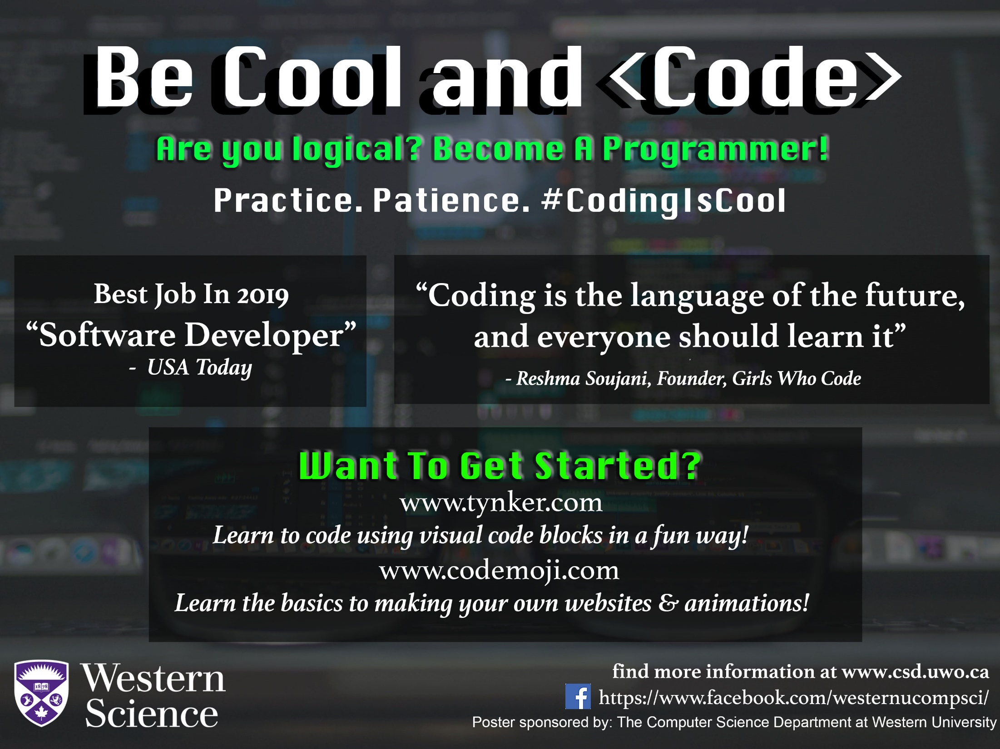 Be Cool and <Code>
Are you logical? Become A Programmer!
Practice. Patience. #CodingIsCool
Best Job In 2019
“Software Developer”
- USA Today
“Coding is the language of the future,
and everyone should learn it”
- Reshma Soujani, Founder, Girls Who Code
Want To Get Started?
www.tynker.com
Learn to code using visual code blocks in a fun way!
www.codemoji.com
Learn the basics to making your own websites & animations!
1878
Western
Science
find more information at www.csd.uwo.ca
f https://www.facebook.com/westernucompsci/
Poster sponsored by: The Computer Science Department at Western University